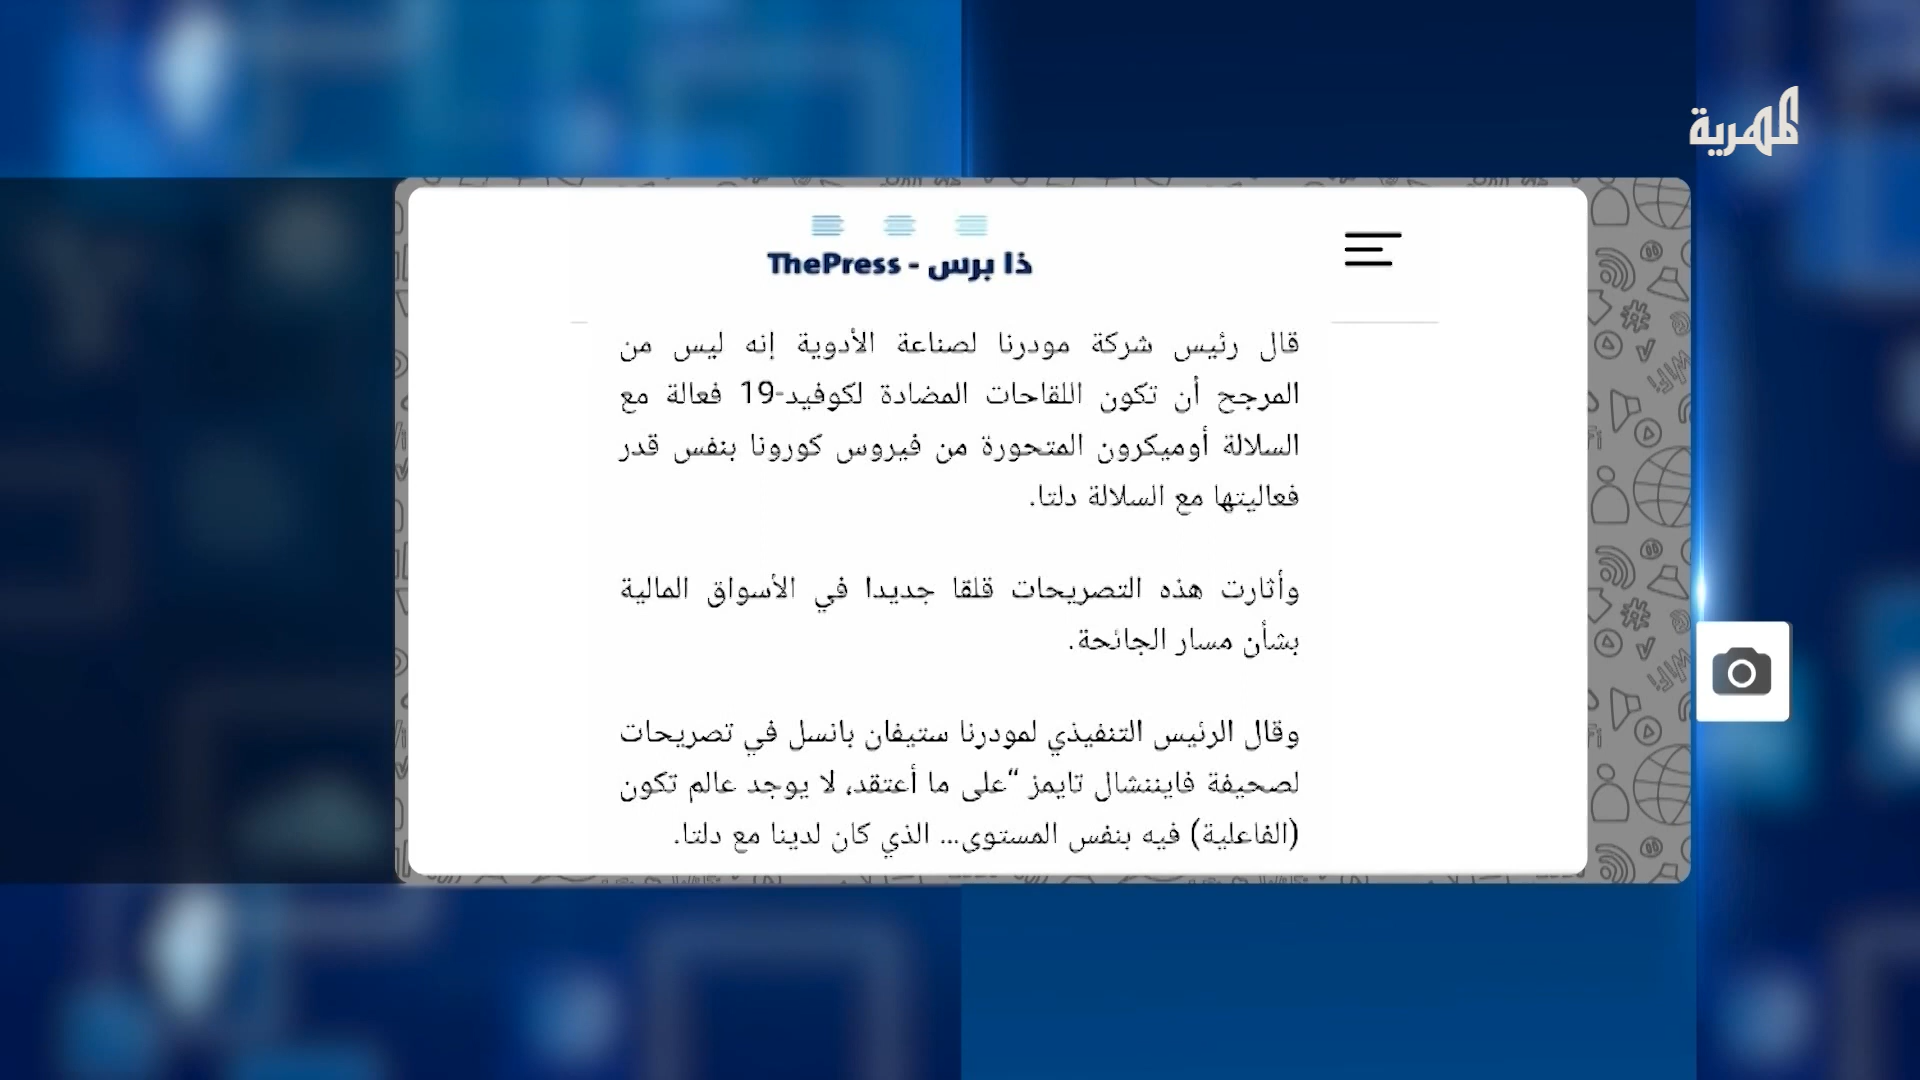 المهرية
ذا برس - ThePress
قال رئيس شركة مودرنا لصناعة الأدوية إنه ليس من
المرجح أن تكون اللقاحات المضادة لكوفيد-19 فعالة مع
السلالة أوميكرون المتحورة من فيروس كورونا بنفس قدر
فعاليتها مع السلالة دلتا.
وأثارت هذه التصريحات قلقا جديدا في الأسواق المالية
بشأن مسار الجائحة.
وقال الرئيس التنفيذي لمودرنا ستيفان بانسل في تصريحات
لصحيفة فايننشال تايمز “على ما أعتقد، لا يوجد عالم تكون
(الفاعلية) فيه بنفس المستوى... الذي كان لدينا مع دلتا.
WiFi
WiFi